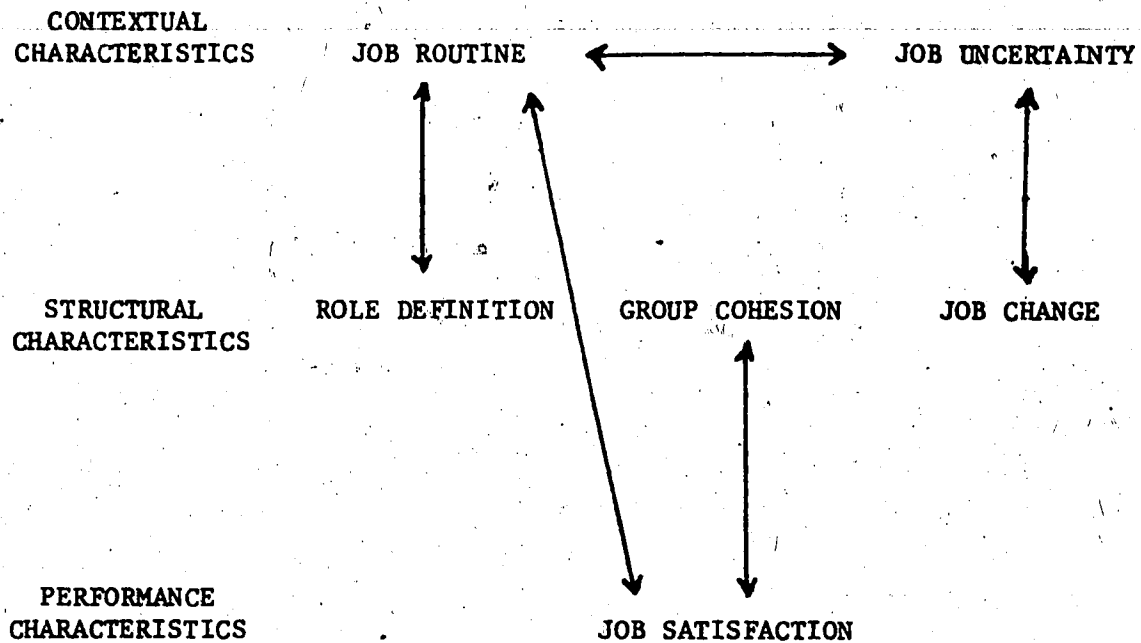 CONTEXTUAL
CHARACTERISTICS JOB ROUTINE JOB UNCERTAINTY
STRUCTURAL ROLE DEFINITION GROUP COHESION JOB CHANGE
CHARACTERISTICS
PERFORMANCE
CHARACTERISTICS JOB SATISFACTION